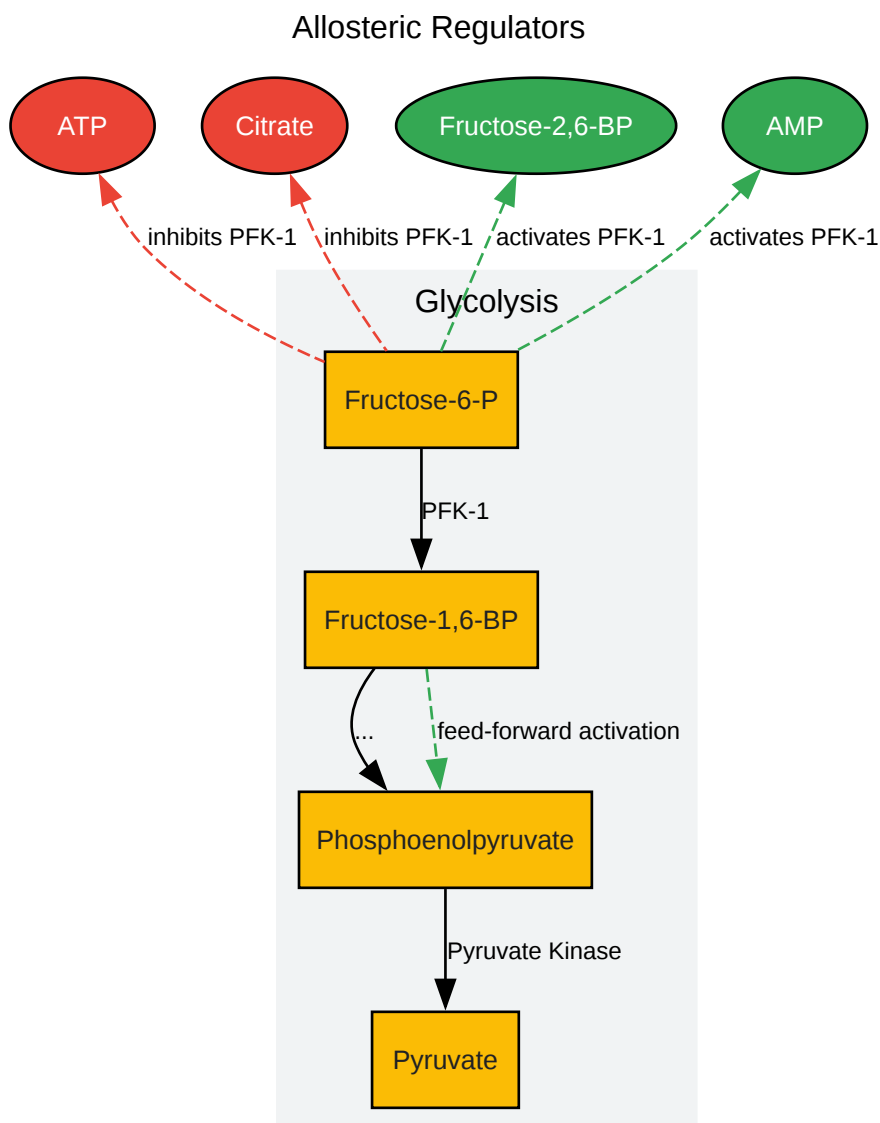 Allosteric Regulators
ATP
Citrate
Fructose-2,6-BP
AMP
inhibits PFK-1
inhibits PFK-1
activates PFK-1
activates PFK-1
Glycolysis
Fructose-6-P
PFK-1
Fructose-1,6-BP
...
feed-forward activation
Phosphoenolpyruvate
Pyruvate Kinase
Pyruvate